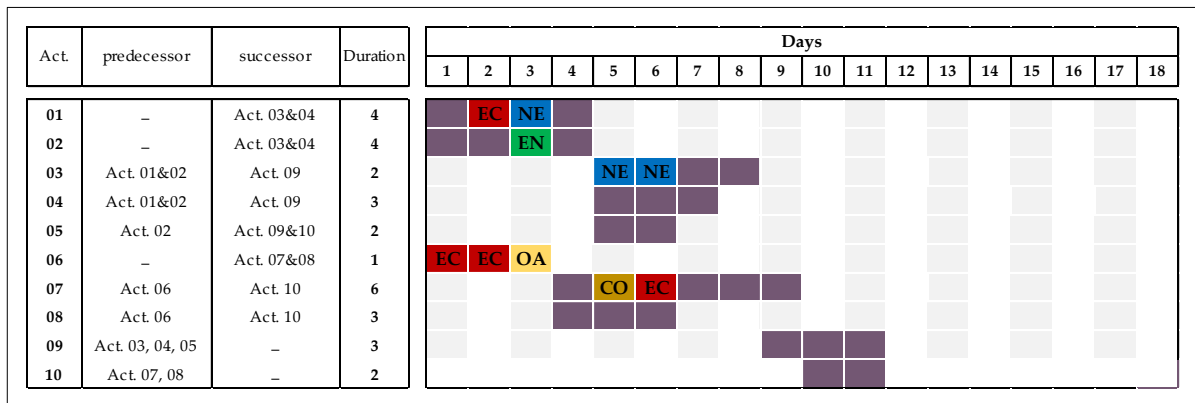 Act. predecessor successor Duration Days
1 2 3 4 5 6 7 8 9 10 11 12 13 14 15 16 17 18
01 – Act. 03&04 4 EC NE
02 – Act. 03&04 4 EN
03 Act. 01&02 Act. 09 2 NE NE
04 Act. 01&02 Act. 09 3
05 Act. 02 Act. 09&10 2
06 – Act. 07&08 1 EC EC OA
07 Act. 06 Act. 10 6 CO EC
08 Act. 06 Act. 10 3
09 Act. 03, 04, 05 – 3
10 Act. 07, 08 – 2